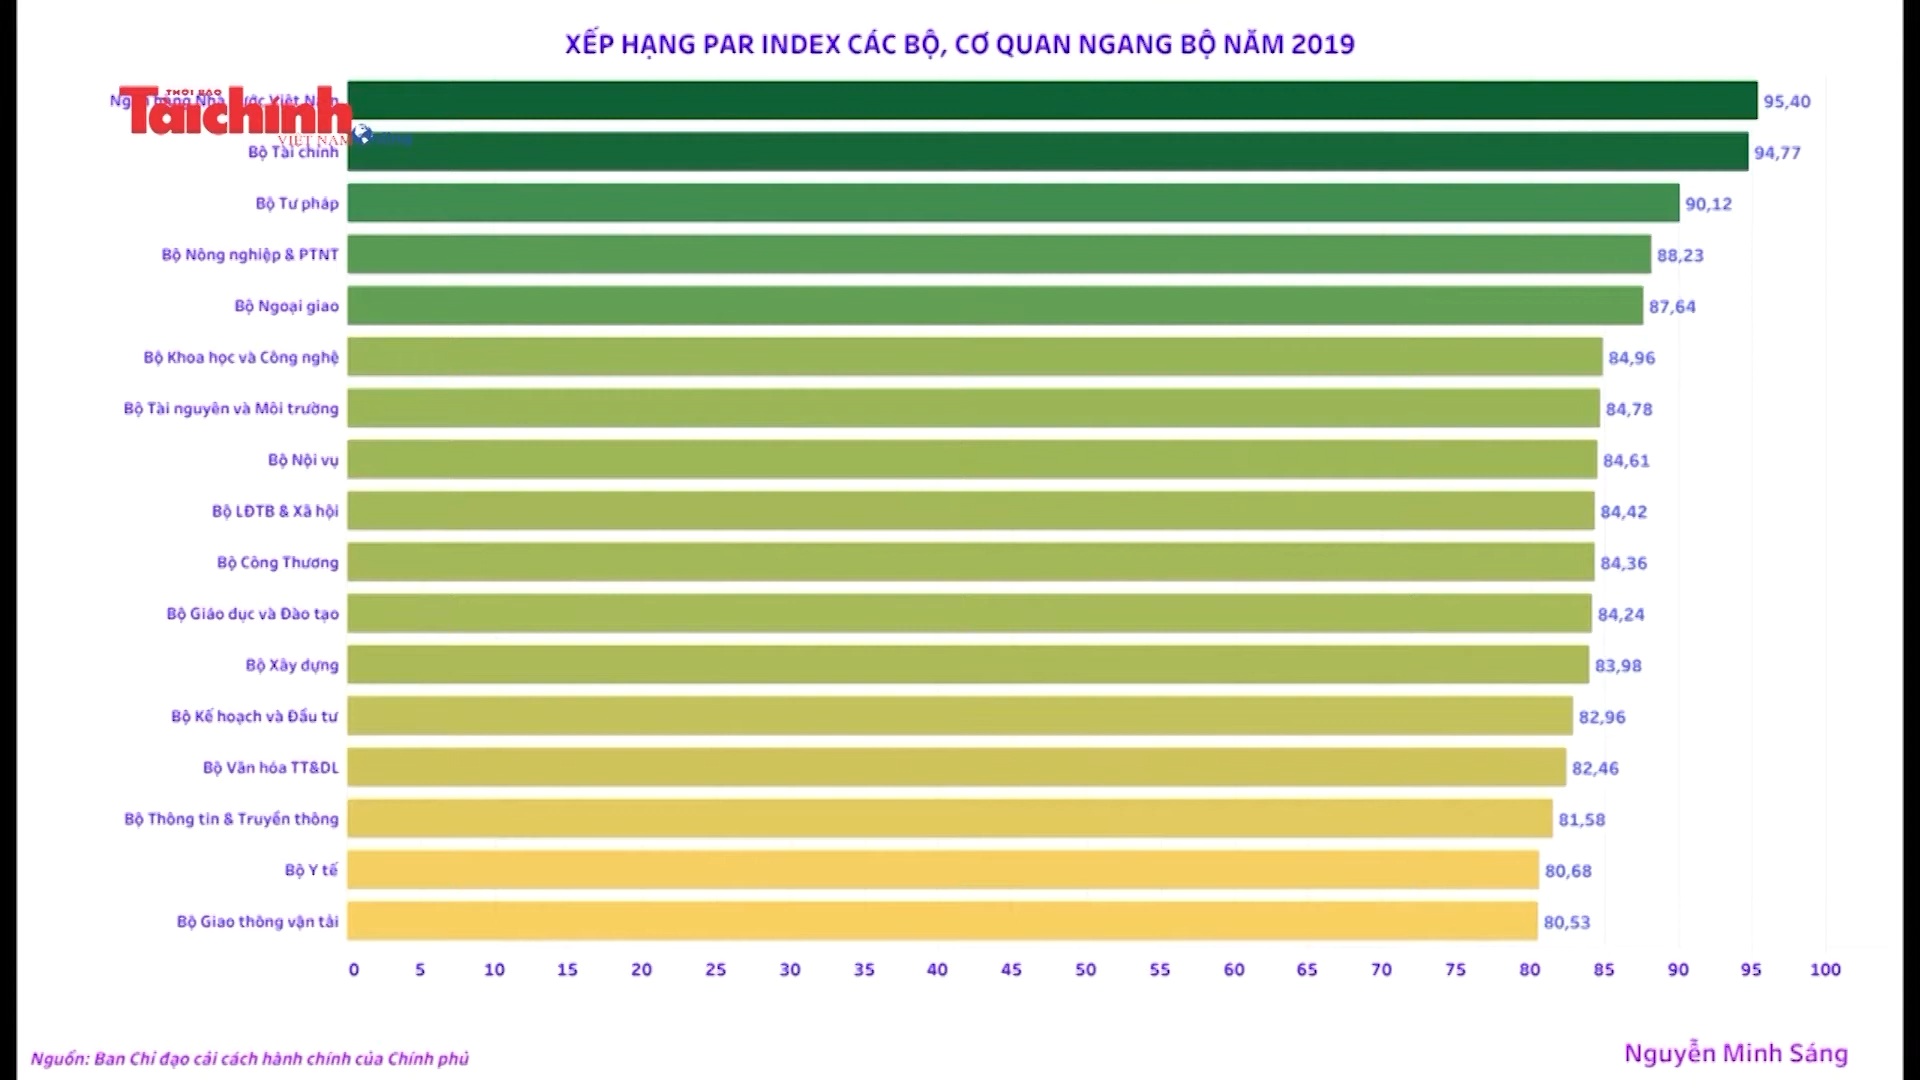 XẾP HẠNG PAR INDEX CÁC BỘ, CƠ QUAN NGANG BỘ NĂM 2019
THỜI BÁO
Tàichính
VIỆT NAM
95,40
Bộ Tài chính 94,77
Bộ Tư pháp 90,12
Bộ Nông nghiệp & PTNT 88,23
Bộ Ngoại giao 87,64
Bộ Khoa học và Công nghệ 84,96
Bộ Tài nguyên và Môi trường 84,78
Bộ Nội vụ 84,61
Bộ LĐTB & Xã hội 84,42
Bộ Công Thương 84,36
Bộ Giáo dục và Đào tạo 84,24
Bộ Xây dựng 83,98
Bộ Kế hoạch và Đầu tư 82,96
Bộ Văn hóa TT&DL 82,46
Bộ Thông tin & Truyền thông 81,58
Bộ Y tế 80,68
Bộ Giao thông vận tải 80,53
0 5 10 15 20 25 30 35 40 45 50 55 60 65 70 75 80 85 90 95 100
Nguồn: Ban Chỉ đạo cải cách hành chính của Chính phủ
Nguyễn Minh Sáng